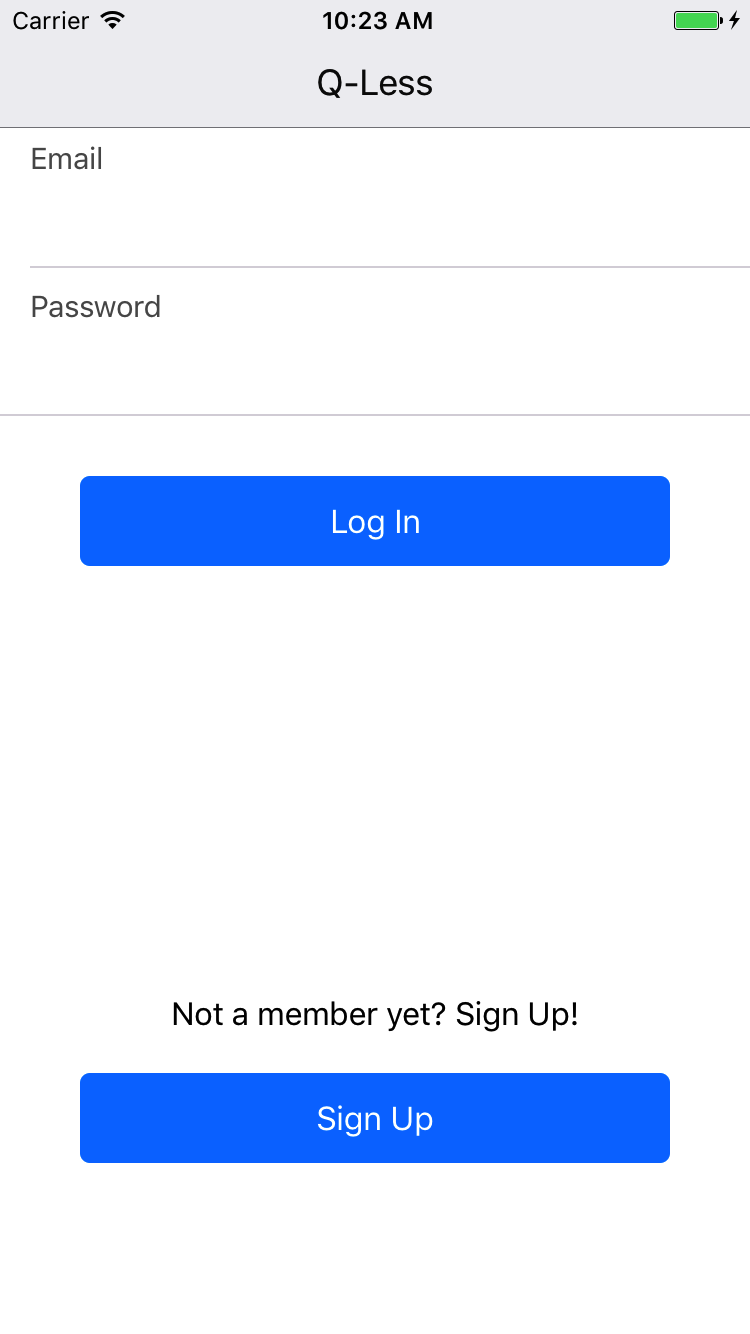 Carrier 10:23 AM
Q-Less
Email
Password
Log In
Not a member yet? Sign Up!
Sign Up